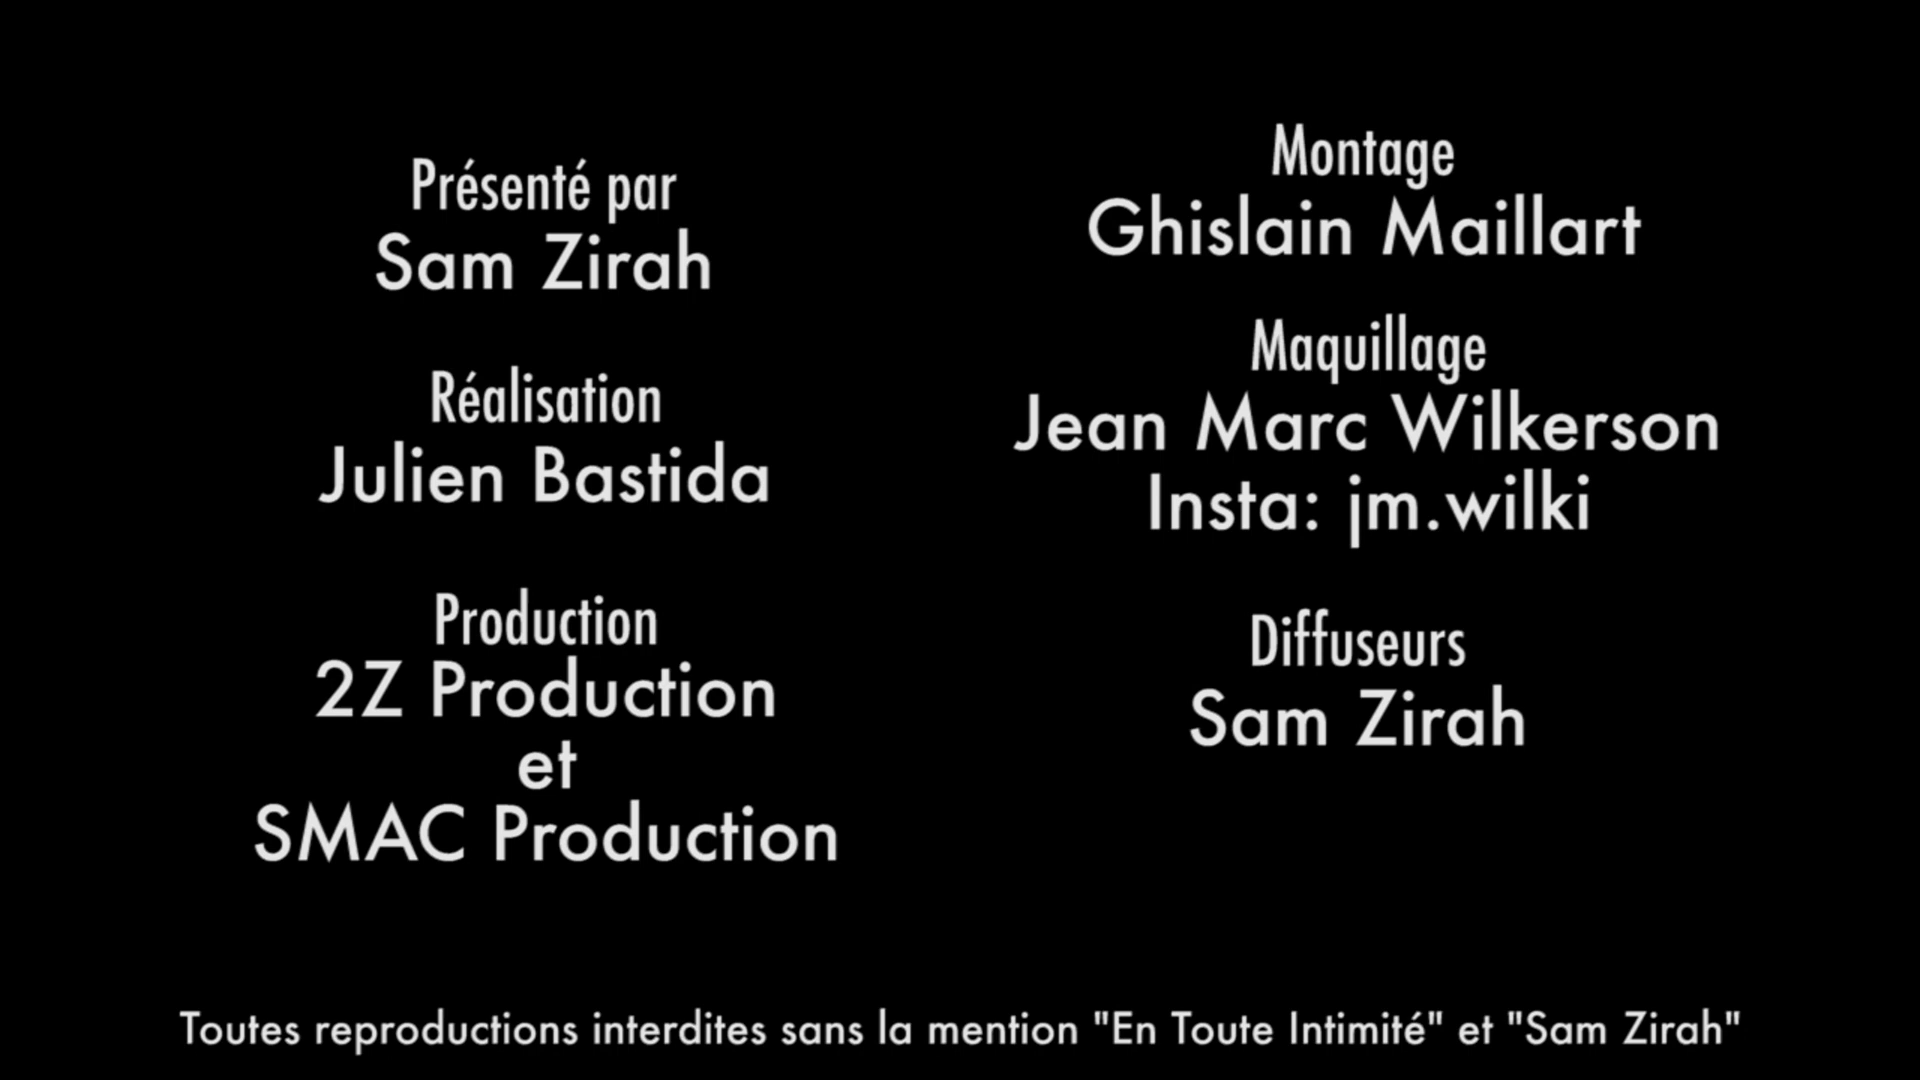 Présenté par
Sam Zirah
Réalisation
Julien Bastida
Production
2Z Production
et
SMAC Production
Montage
Ghislain Maillart
Maquillage
Jean Marc Wilkerson
Insta: jm.wilki
Diffuseurs
Sam Zirah
Toutes reproductions interdites sans la mention "En Toute Intimité" et "Sam Zirah"